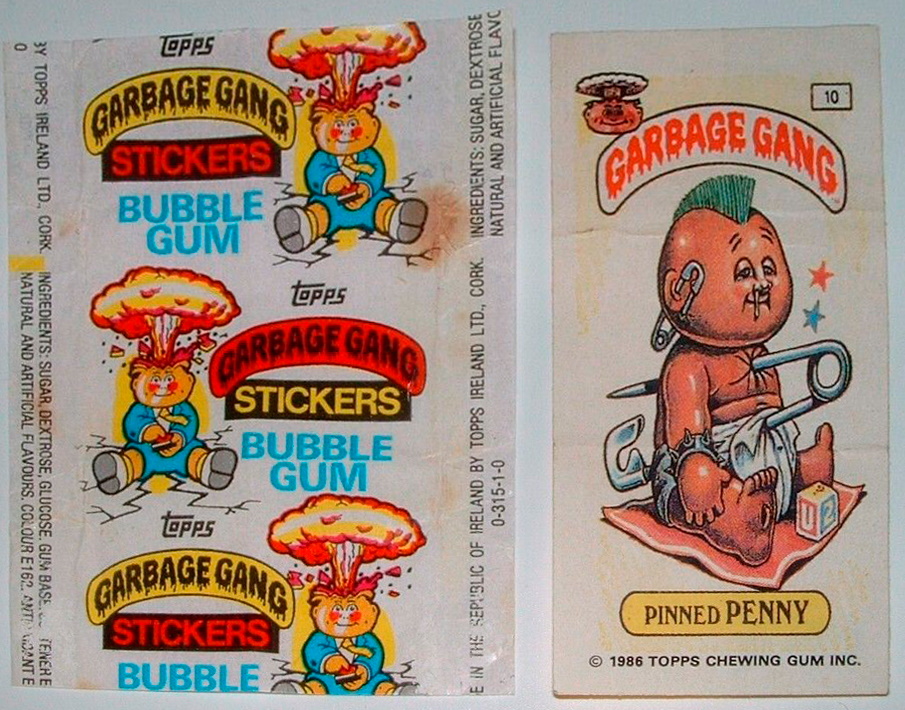 TOPPS
GARBAGE GANG
STICKERS
BUBBLE
GUM
TOPPS
GARBAGE GANG
STICKERS
BUBBLE
GUM
TOPPS
GARBAGE GANG
STICKERS
BUBBLE
BY TOPPS IRELAND LTD., CORK.
INGREDIENTS: SUGAR, DEXTROSE, GLUCOSE, GUM BASE,
NATURAL AND ARTIFICIAL FLAVOURS, COLOUR E162,
INGREDIENTS: SUGAR, DEXTROSE
NATURAL AND ARTIFICIAL FLAVO
E IN THE REPUBLIC OF IRELAND BY TOPPS IRELAND LTD., CORK.
0-315-1-0
10
GARBAGE GANG
U2
PINNED PENNY
© 1986 TOPPS CHEWING GUM INC.